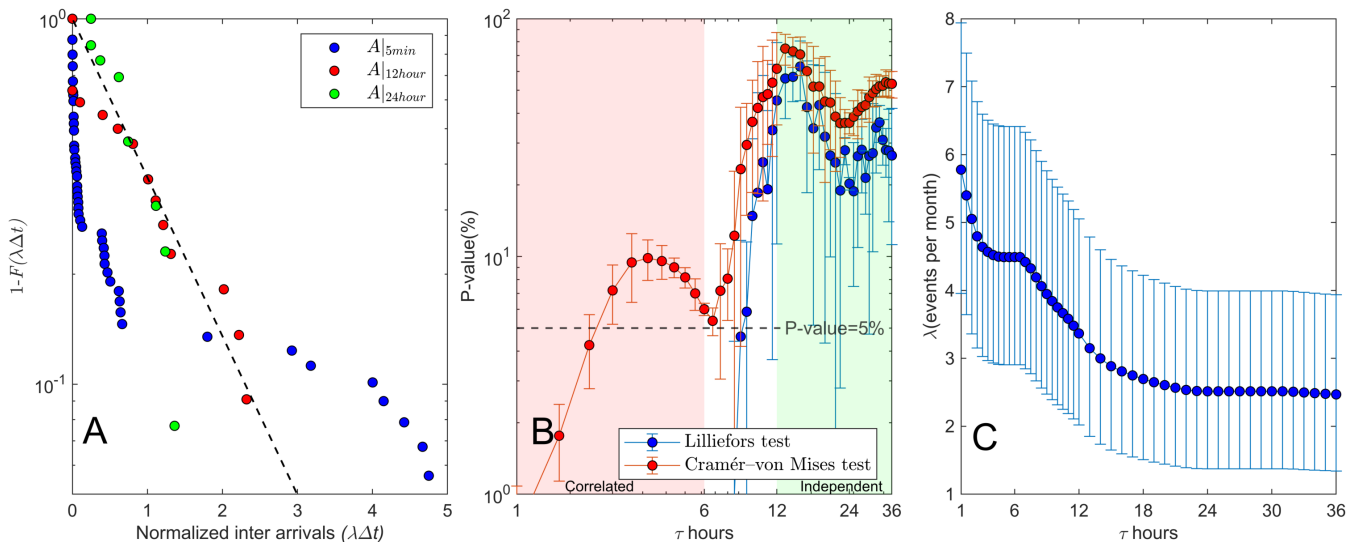 10^0
10^-1
1-F(λΔt)
0
1
2
3
4
5
Normalized inter arrivals (λΔt)
A|5min
A|12hour
A|24hour
A
10^2
10^1
10^0
P-value(%)
P-value=5%
B
Lilliefors test
Cramér–von Mises test
Correlated
Independent
1
6
12
24
36
τ hours
8
7
6
5
4
3
2
1
λ(events per month)
C
1
6
12
18
24
30
36
τ hours